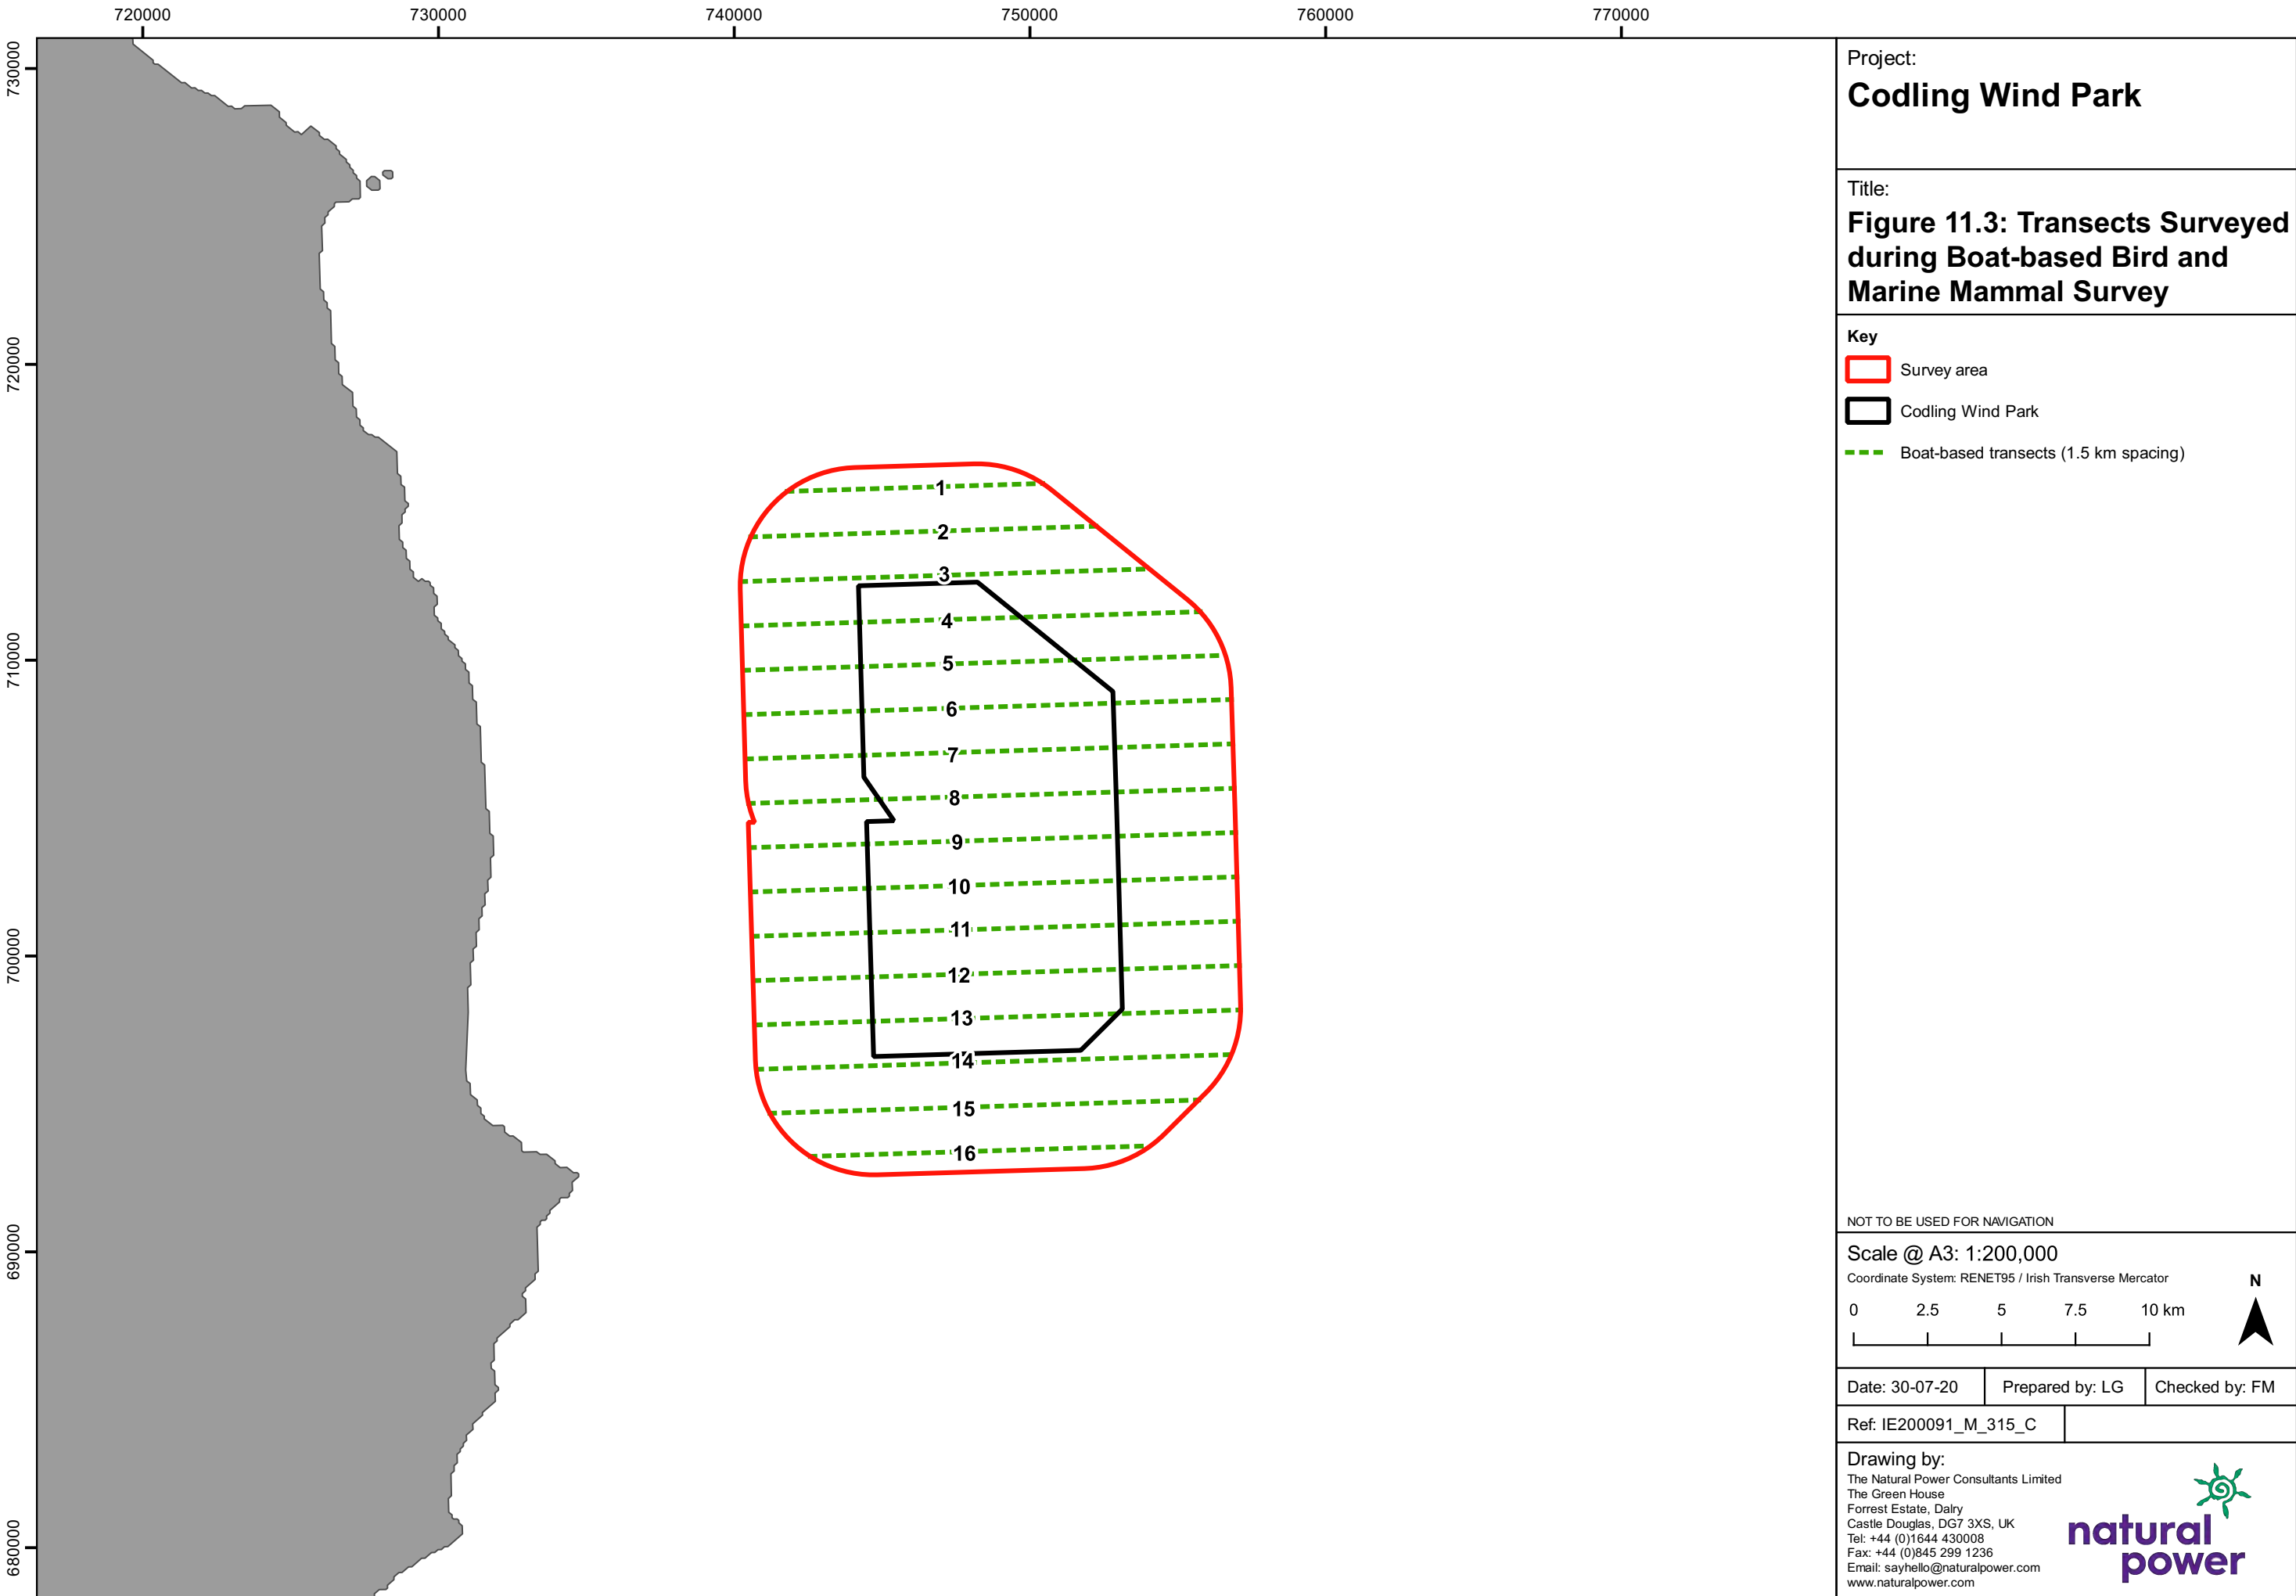 720000 730000 740000 750000 760000 770000
730000
720000
710000
700000
690000
680000
1
2
3
4
5
6
7
8
9
10
11
12
13
14
15
16
Project:
Codling Wind Park
Title:
Figure 11.3: Transects Surveyed
during Boat-based Bird and
Marine Mammal Survey
Key
Survey area
Codling Wind Park
Boat-based transects (1.5 km spacing)
NOT TO BE USED FOR NAVIGATION
Scale @ A3: 1:200,000
Coordinate System: RENET95 / Irish Transverse Mercator
N
0 2.5 5 7.5 10 km
Date: 30-07-20 Prepared by: LG Checked by: FM
Ref: IE200091_M_315_C
Drawing by:
The Natural Power Consultants Limited
The Green House
Forrest Estate, Dalry
Castle Douglas, DG7 3XS, UK
Tel: +44 (0)1644 430008
Fax: +44 (0)845 299 1236
Email: sayhello@naturalpower.com
www.naturalpower.com
natural
power